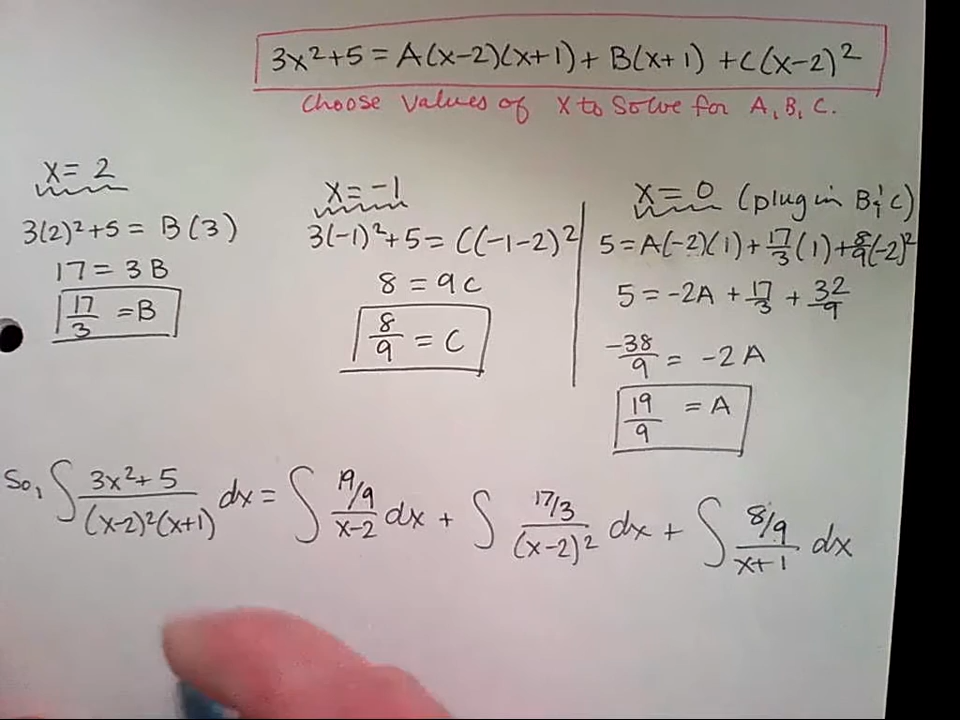 3x²+5 = A(x-2)(x+1) + B(x+1) + C(x-2)²
Choose values of x to solve for A, B, C.
x = 2
3(2)²+5 = B(3)
17 = 3B
17/3 = B
x = -1
3(-1)²+5 = C(-1-2)²
8 = 9C
8/9 = C
x = 0 (plug in B & C)
5 = A(-2)(1) + 17/3(1) + 8/9(-2)²
5 = -2A + 17/3 + 32/9
-38/9 = -2A
19/9 = A
So, ∫ 3x²+5/(x-2)²(x+1) dx = ∫ 19/9/x-2 dx + ∫ 17/3/(x-2)² dx + ∫ 8/9/x+1 dx